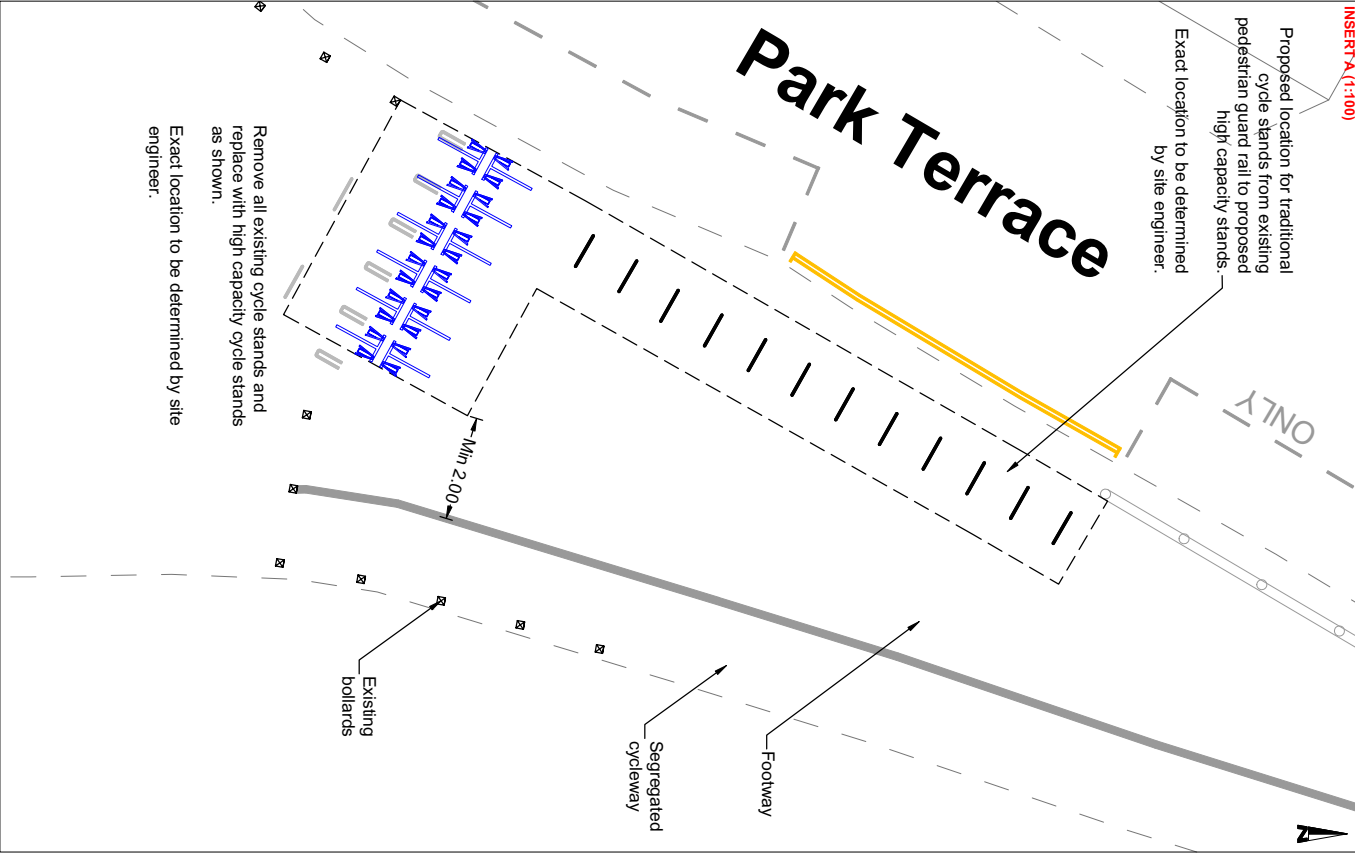 INSERT A (1:100)
Proposed location for traditional
cycle stands from existing
pedestrian guard rail to proposed
high capacity stands.
Exact location to be determined
by site engineer.
Park Terrace
ONLY
Remove all existing cycle stands and
replace with high capacity cycle stands
as shown.
Exact location to be determined by site
engineer.
Min 2.00
Existing
bollards
Segregated
cycleway
Footway
N